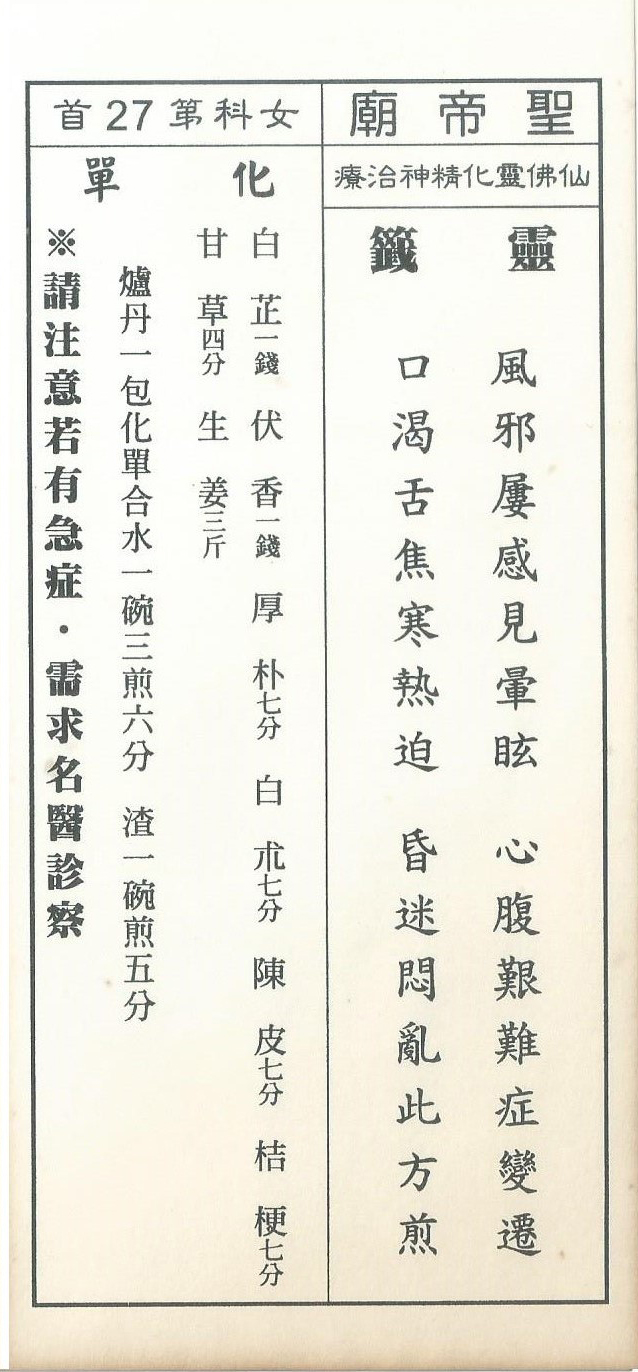 聖帝廟
仙佛靈化精神治療
靈籤
風邪屢感見暈眩 心腹艱難症變遷
口渴舌焦寒熱迫 昏迷悶亂此方煎
女科第27首
化單
白芷一錢 伏香一錢 厚朴七分 白朮七分 陳皮七分 桔梗七分
甘草四分 生姜三斤
爐丹一包化單合水一碗三煎六分 渣一碗煎五分
※請注意若有急症・需求名醫診察